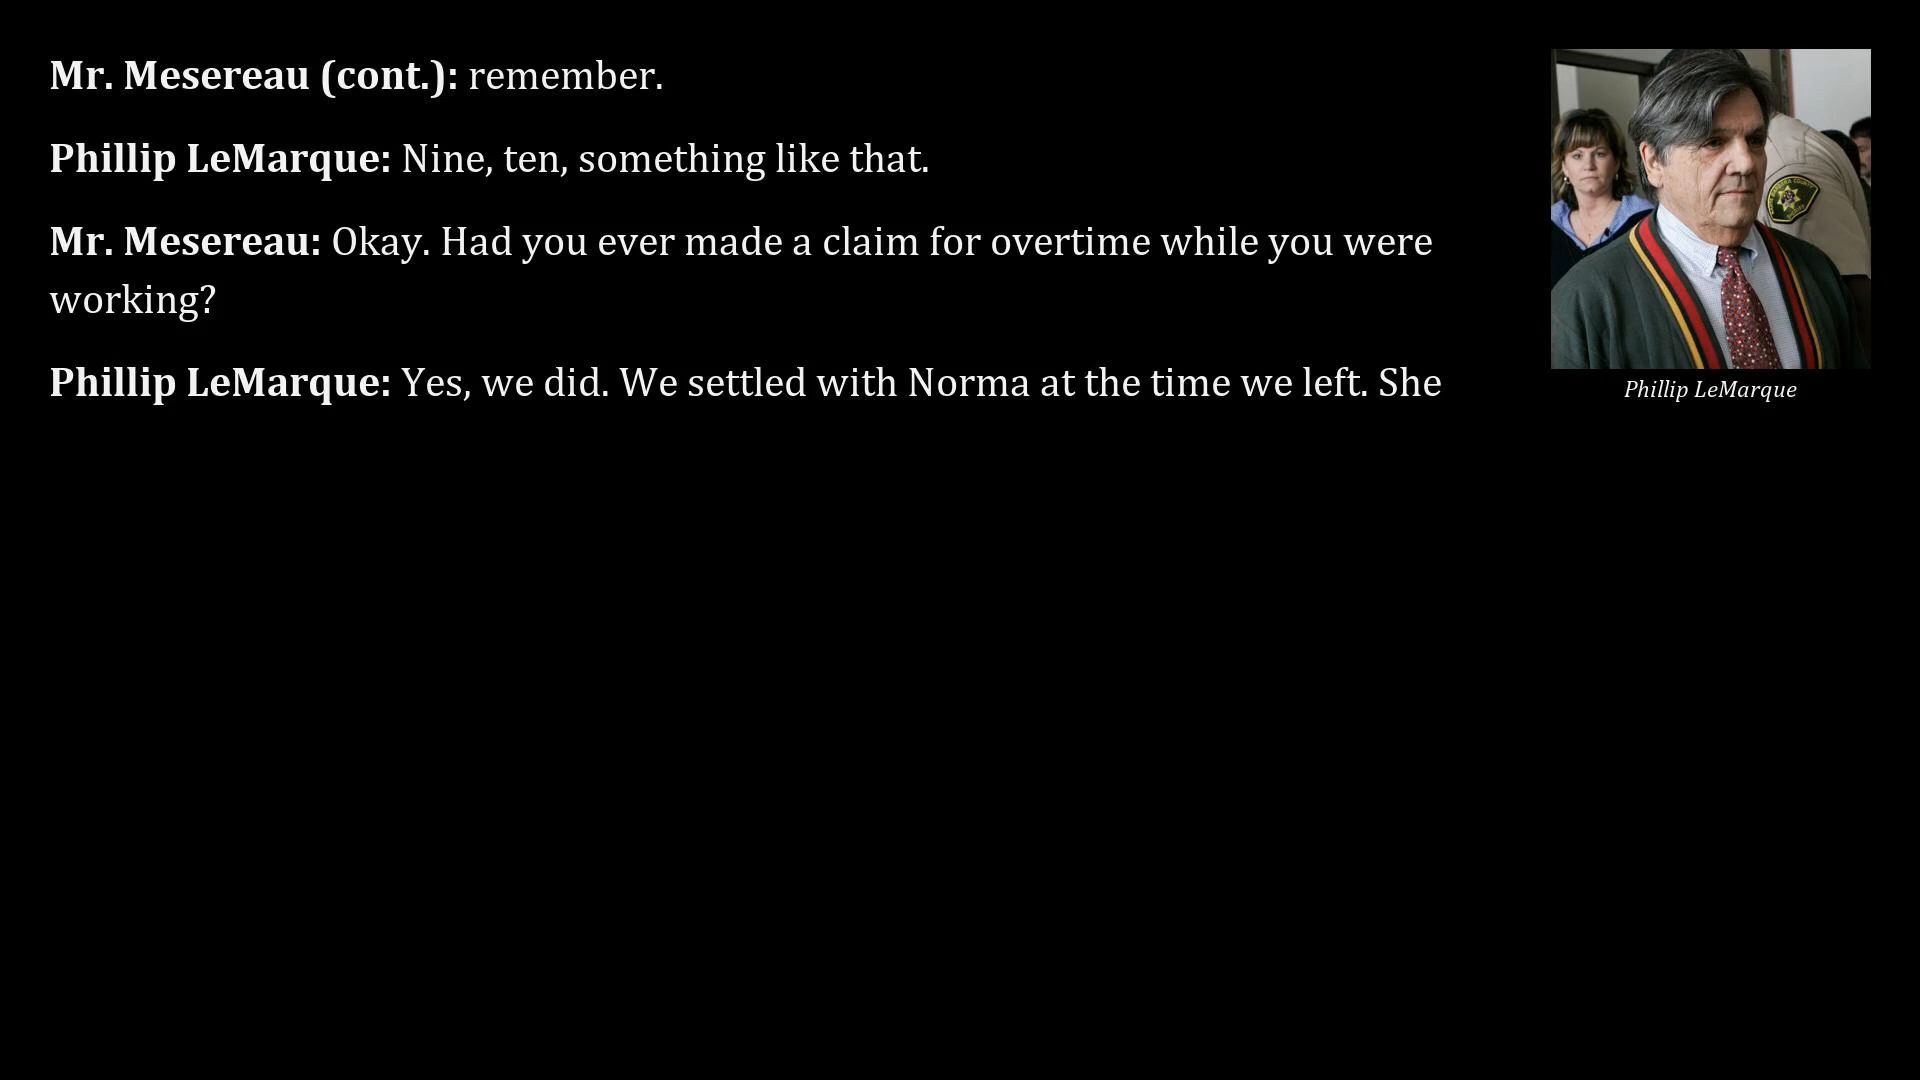 Mr. Mesereau (cont.): remember.
Phillip LeMarque: Nine, ten, something like that.
Mr. Mesereau: Okay. Had you ever made a claim for overtime while you were
working?
Phillip LeMarque: Yes, we did. We settled with Norma at the time we left. She
Phillip LeMarque